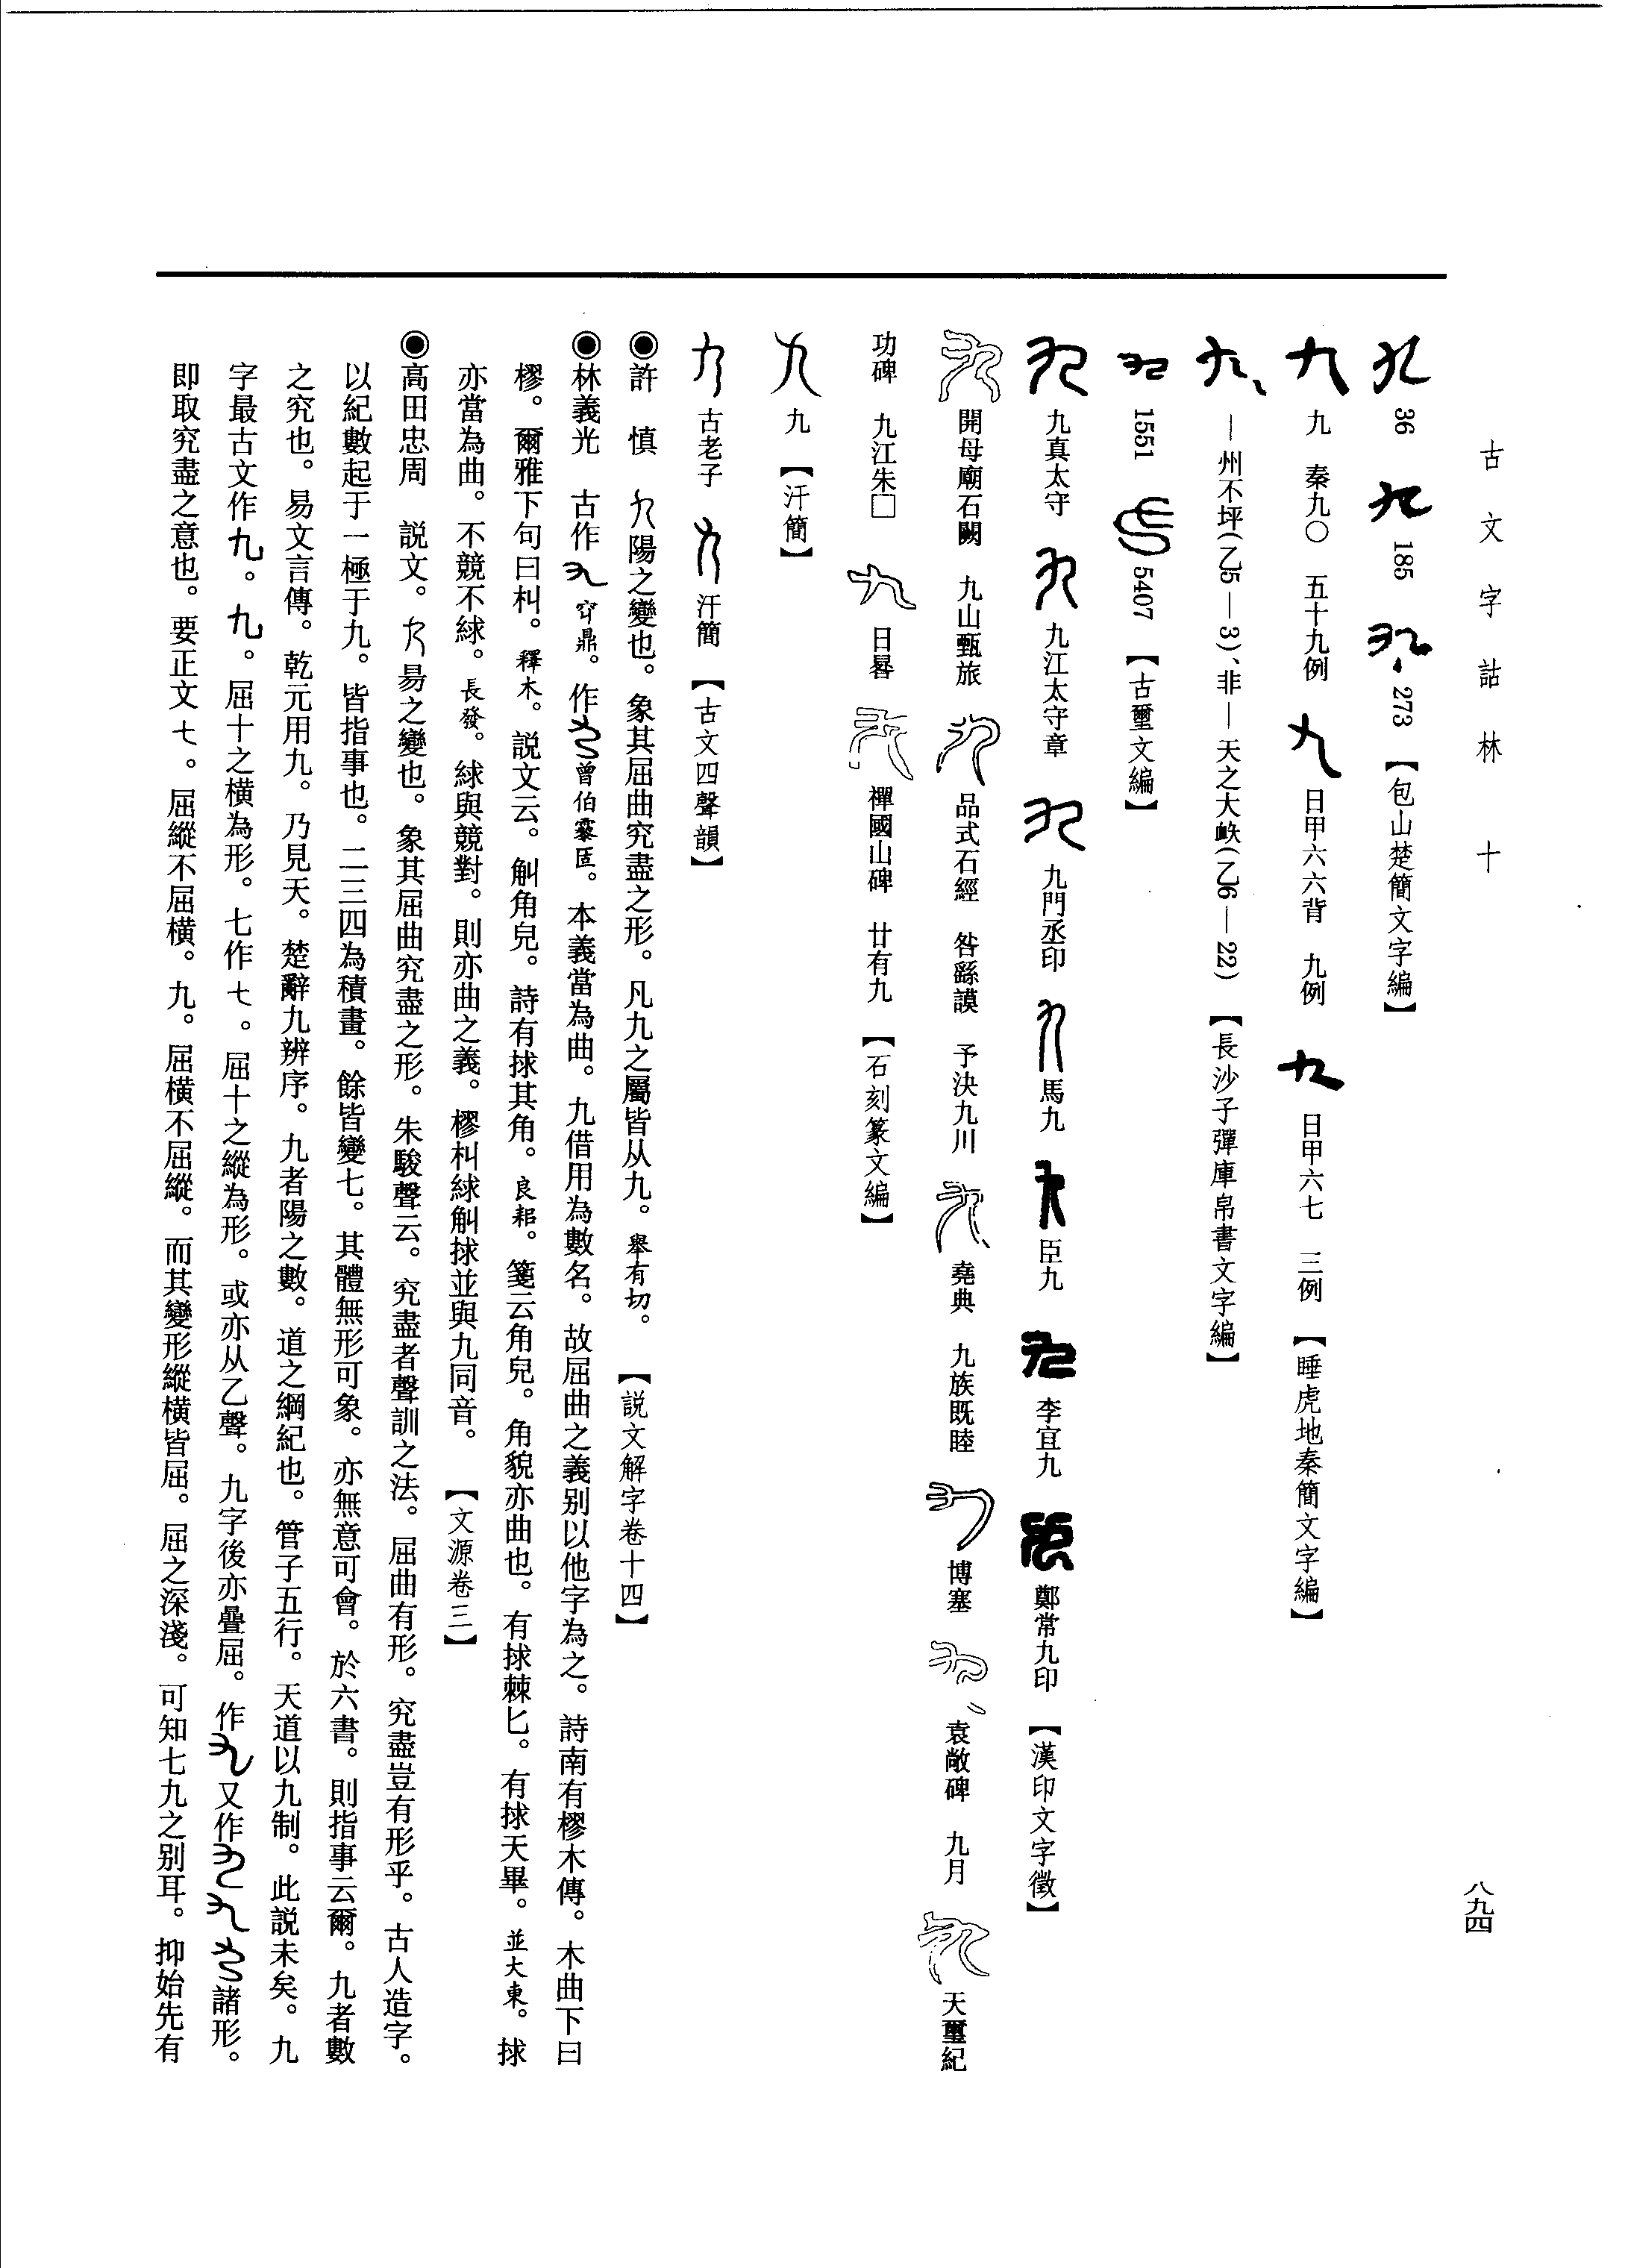 古文字詁林 十
八九四
36 185 273 【包山楚簡文字編】
九 秦九〇 五十九例 日甲六六背 九例 日甲六七 三例 【睡虎地秦簡文字編】
—州不坪(乙5—3)、非—天之大㕞(乙6—22) 【長沙子彈庫帛書文字編】
1551 5407 【古璽文編】
九真太守 九江太守章 九門丞印 馬九 臣九 李宜九 鄭常九印 【漢印文字徵】
開母廟石闕 九山甄旅 品式石經 咎繇謨 予決九川 堯典 九族既睦 博塞 袁敞碑 九月 天璽紀
功碑 九江朱□ 日晷 禪國山碑 廿有九 【石刻篆文編】
九 【汗簡】
古老子 汗簡 【古文四聲韻】
◉許 慎 陽之變也。象其屈曲究盡之形。凡九之屬皆从九。舉有切。 【説文解字卷十四】
◉林義光 古作 鼎。作 曾伯霥匠。本義當為曲。九借用為數名。故屈曲之義別以他字為之。詩南有樛木傳。木曲下曰
樛。爾雅下句曰朻。釋木。説文云。觓角皃。詩有捄其角。良耜。箋云角皃。角貌亦曲也。有捄棘匕。有捄天畢。並大東。捄
亦當為曲。不競不絿。長發。絿與競對。則亦曲之義。樛朻絿觓捄並與九同音。 【文源卷三】
◉高田忠周 説文。 昜之變也。象其屈曲究盡之形。朱駿聲云。究盡者聲訓之法。屈曲有形。究盡豈有形乎。古人造字。
以紀數起于一極于九。皆指事也。二三四為積畫。餘皆變七。其體無形可象。亦無意可會。於六書。則指事云爾。九者數
之究也。易文言傳。乾元用九。乃見天。楚辭九辨序。九者陽之數。道之綱紀也。管子五行。天道以九制。此説未矣。九
字最古文作九。九。屈十之横為形。七作七。屈十之縱為形。或亦从乙聲。九字後亦疊屈。作 又作 諸形。
即取究盡之意也。要正文七。屈縱不屈横。九。屈横不屈縱。而其變形縱横皆屈。屈之深淺。可知七九之別耳。抑始先有